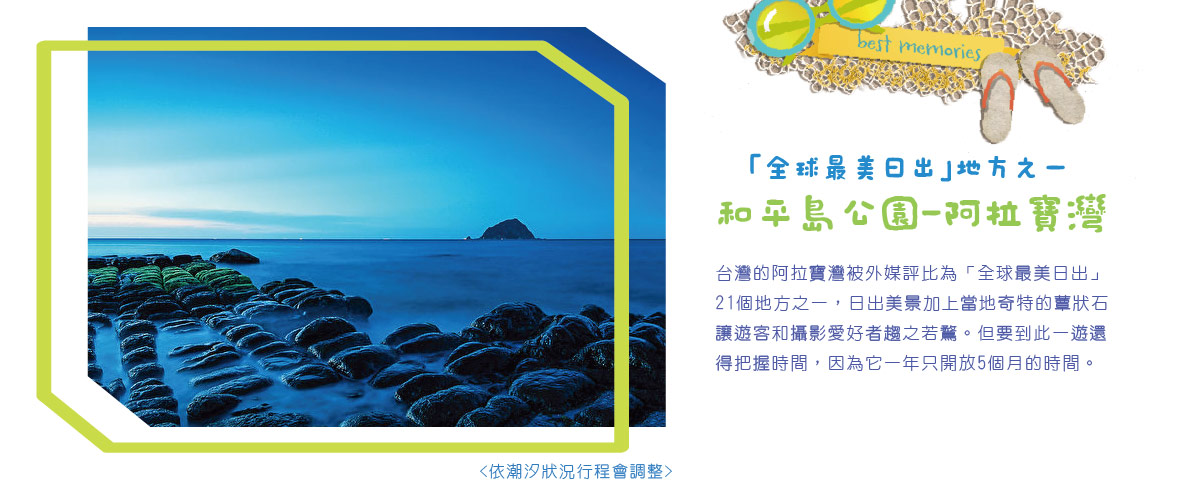 best memories
「全球最美日出」地方之一
和平島公園-阿拉寶灣
台灣的阿拉寶灣被外媒評比為「全球最美日出」
21個地方之一，日出美景加上當地奇特的蕈狀石
讓遊客和攝影愛好者趨之若鶩。但要到此一遊還
得把握時間，因為它一年只開放5個月的時間。
<依潮汐狀況行程會調整>